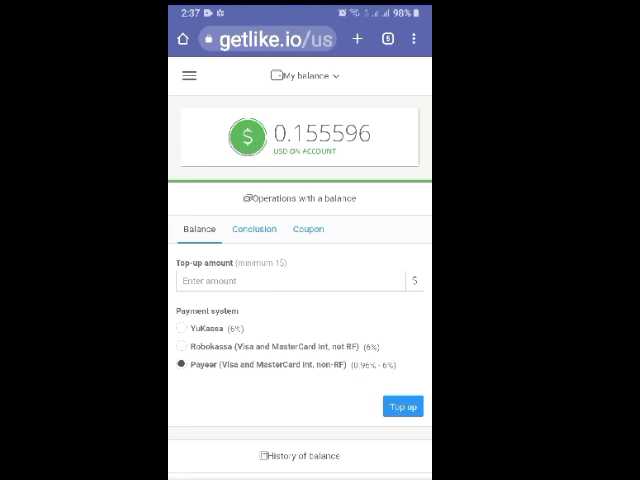 2:37 98%
getlike.io/us + 5
My balance
$ 0.155596
USD ON ACCOUNT
Operations with a balance
Balance Conclusion Coupon
Top-up amount (minimum 1$)
Enter amount $
Payment system
YuKassa (6%)
Robokassa (Visa and MasterCard Int, not RF) (6%)
Payeer (Visa and MasterCard Int, non-RF) (0.96% - 6%)
Top up
History of balance